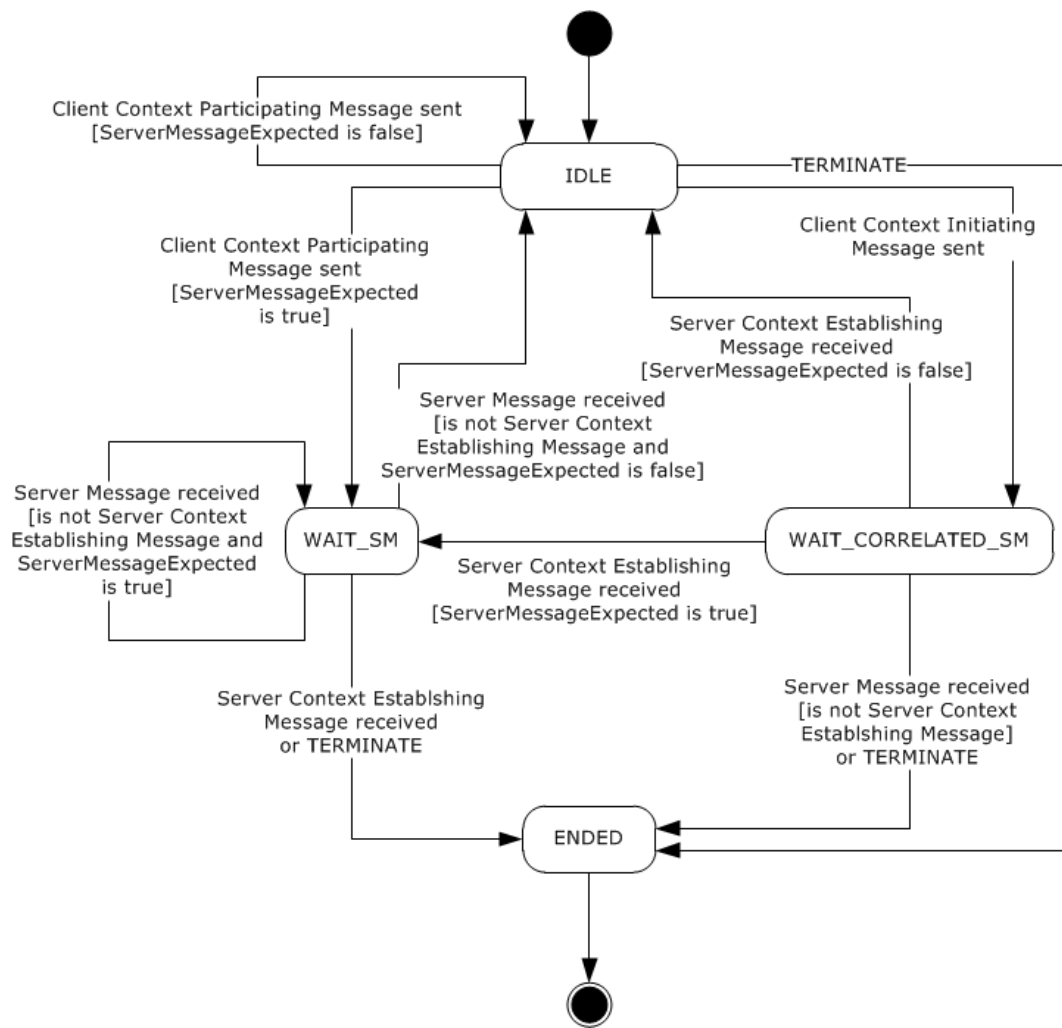 Client Context Participating Message sent
[ServerMessageExpected is false]
IDLE
TERMINATE
Client Context Participating
Message sent
[ServerMessageExpected
is true]
Client Context Initiating
Message sent
Server Context Establishing
Message received
[ServerMessageExpected is false]
Server Message received
[is not Server Context
Establishing Message and
ServerMessageExpected is false]
Server Message received
[is not Server Context
Establishing Message and
ServerMessageExpected
is true]
WAIT_SM
WAIT_CORRELATED_SM
Server Context Establishing
Message received
[ServerMessageExpected is true]
Server Context Establshing
Message received
or TERMINATE
Server Message received
[is not Server Context
Establshing Message]
or TERMINATE
ENDED